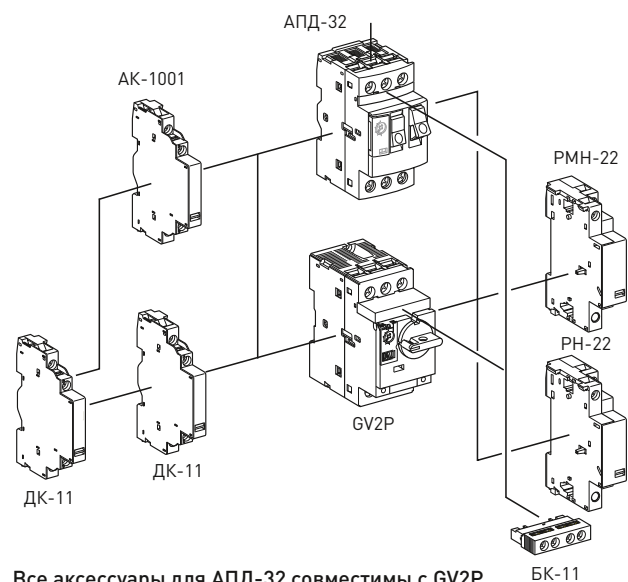 АПД-32
АК-1001
РМН-22
РН-22
GV2P
ДК-11
ДК-11
БК-11
Все аксессуары для АПД-32 совместимы с GV2P